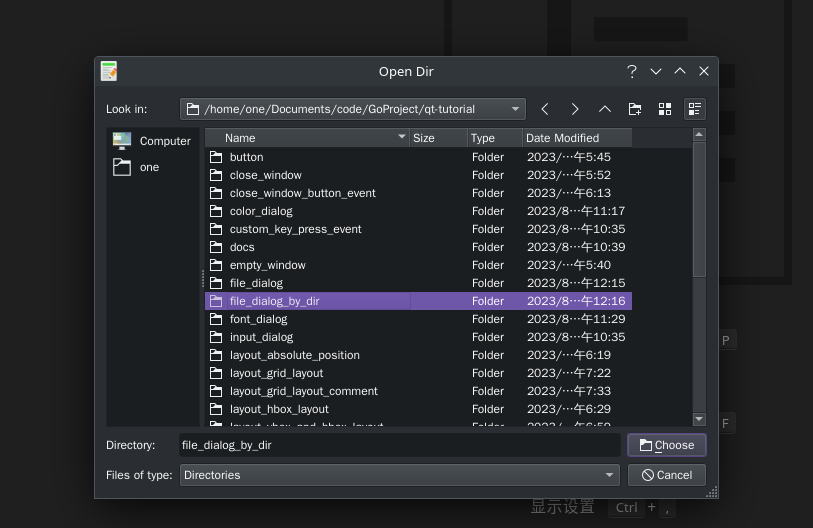 Open Dir
Look in: /home/one/Documents/code/GoProject/qt-tutorial
Computer
one
Name Size Type Date Modified
button Folder 2023/⋯午5:45
close_window Folder 2023/⋯午5:52
close_window_button_event Folder 2023/⋯午6:13
color_dialog Folder 2023/8⋯午11:17
custom_key_press_event Folder 2023/8⋯午10:35
docs Folder 2023/8⋯午10:39
empty_window Folder 2023/⋯午5:40
file_dialog Folder 2023/8⋯午12:15
file_dialog_by_dir Folder 2023/8⋯午12:16
font_dialog Folder 2023/8⋯午11:29
input_dialog Folder 2023/8⋯午10:35
layout_absolute_position Folder 2023/⋯午6:19
layout_grid_layout Folder 2023/⋯午7:22
layout_grid_layout_comment Folder 2023/⋯午7:33
layout_hbox_layout Folder 2023/⋯午6:29
P
F
Directory: file_dialog_by_dir Choose
Files of type: Directories Cancel
显示设置 Ctrl + ,